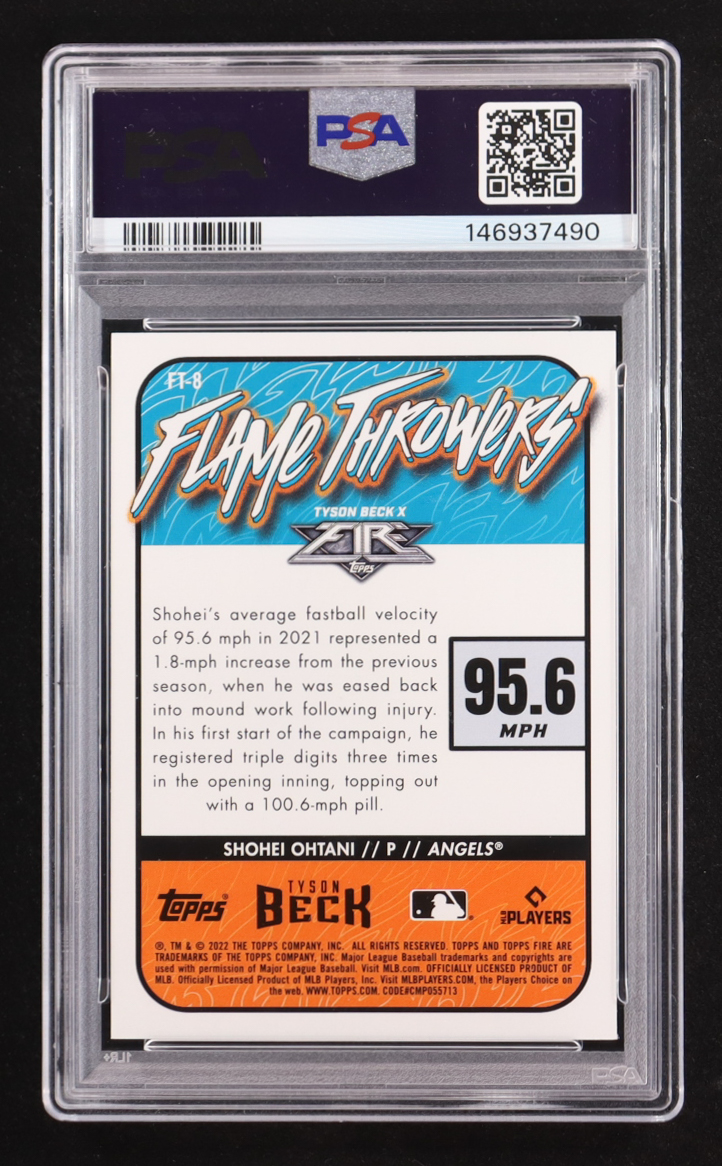 PSA
PSA
146937490
FT-8
FLAME THROWERS
TYSON BECK X
FIRE
Topps
Shohei's average fastball velocity
of 95.6 mph in 2021 represented a
1.8-mph increase from the previous
season, when he was eased back
into mound work following injury.
In his first start of the campaign, he
registered triple digits three times
in the opening inning, topping out
with a 100.6-mph pill.
95.6
MPH
SHOHEI OHTANI // P // ANGELS®
Topps®
TYSON
BECK
MLB PLAYERS
®, TM & © 2022 THE TOPPS COMPANY, INC. ALL RIGHTS RESERVED. TOPPS AND TOPPS FIRE ARE
TRADEMARKS OF THE TOPPS COMPANY, INC. Major League Baseball trademarks and copyrights are
used with permission of Major League Baseball. Visit MLB.com. OFFICIALLY LICENSED PRODUCT OF
MLB. Officially Licensed Product of MLB Players, Inc. Visit MLBPLAYERS.COM, the Players Choice on
the web. WWW.TOPPS.COM. CODE#CMP055713
PSA